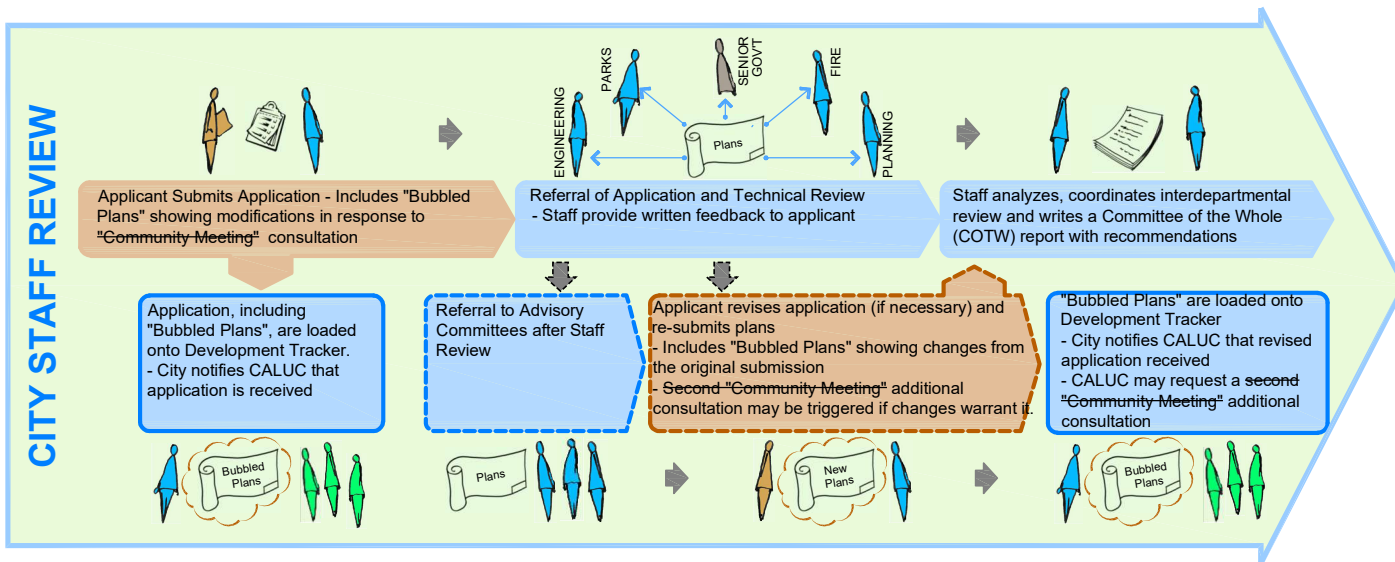 CITY STAFF REVIEW
ENGINEERING
PARKS
SENIOR
GOV'T
FIRE
PLANNING
Plans
Applicant Submits Application - Includes "Bubbled
Plans" showing modifications in response to
"Community Meeting" consultation
Referral of Application and Technical Review
- Staff provide written feedback to applicant
Staff analyzes, coordinates interdepartmental
review and writes a Committee of the Whole
(COTW) report with recommendations
Application, including
"Bubbled Plans", are loaded
onto Development Tracker.
- City notifies CALUC that
application is received
Referral to Advisory
Committees after Staff
Review
Applicant revises application (if necessary) and
re-submits plans
- Includes "Bubbled Plans" showing changes from
the original submission
- Second "Community Meeting" additional
consultation may be triggered if changes warrant it.
"Bubbled Plans" are loaded onto
Development Tracker
- City notifies CALUC that revised
application received
- CALUC may request a second
"Community Meeting" additional
consultation
Bubbled
Plans
Plans
New
Plans
Bubbled
Plans